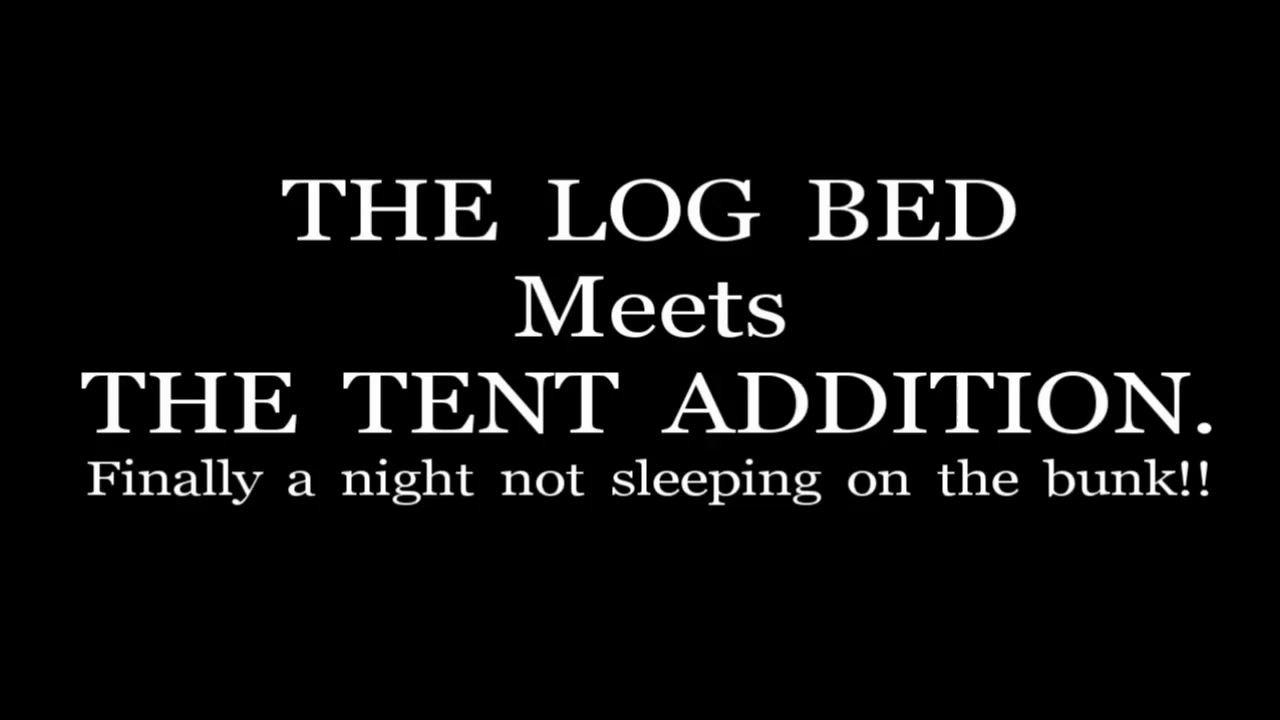 THE LOG BED
Meets
THE TENT ADDITION.
Finally a night not sleeping on the bunk!!